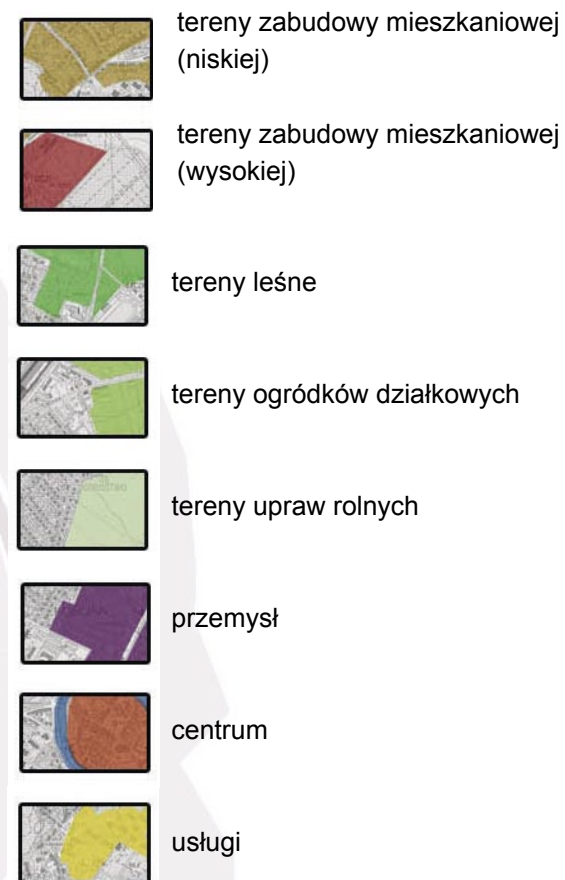 tereny zabudowy mieszkaniowej
(niskiej)
tereny zabudowy mieszkaniowej
(wysokiej)
tereny leśne
tereny ogródków działkowych
tereny upraw rolnych
przemysł
centrum
usługi